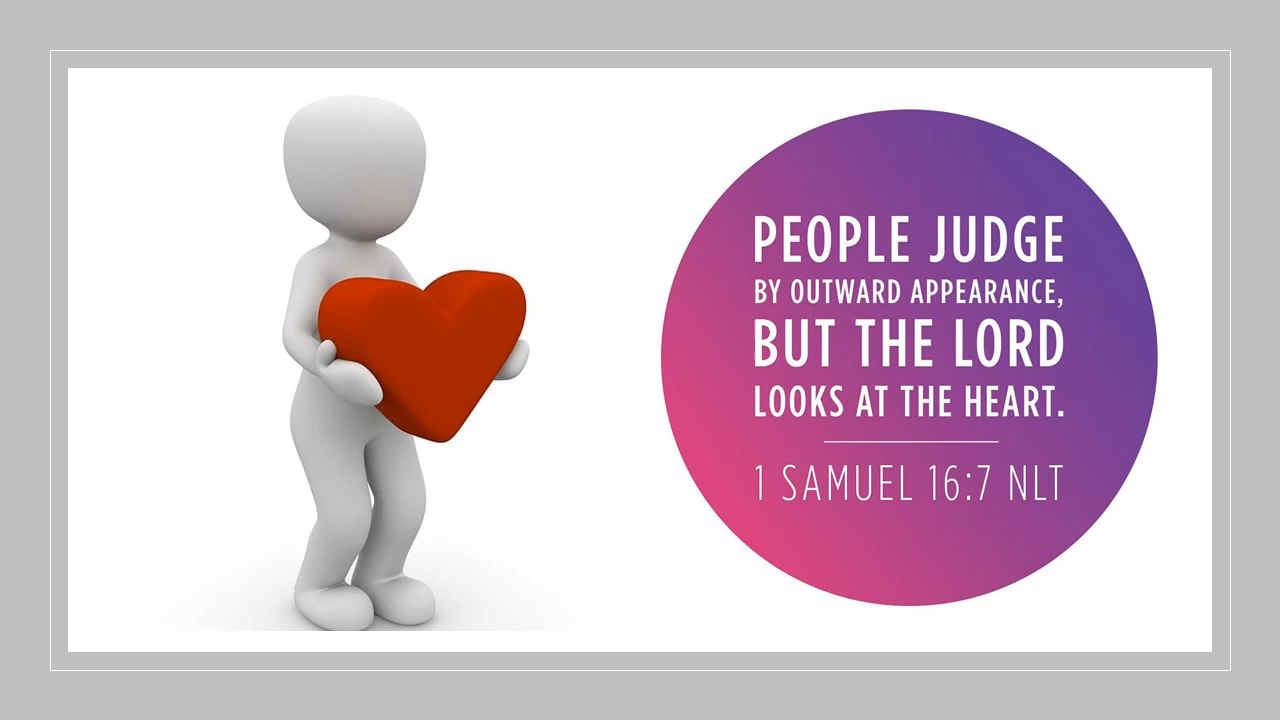 PEOPLE JUDGE
BY OUTWARD APPEARANCE,
BUT THE LORD
LOOKS AT THE HEART.
1 SAMUEL 16:7 NLT